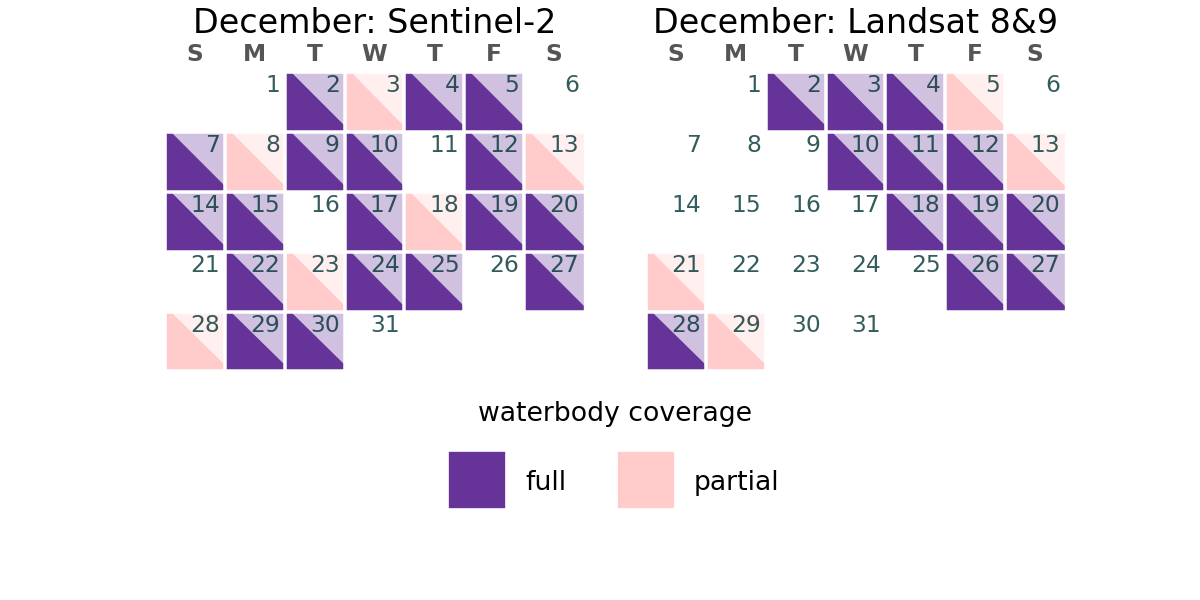 December: Sentinel-2
S M T W T F S
1 2 3 4 5 6
7 8 9 10 11 12 13
14 15 16 17 18 19 20
21 22 23 24 25 26 27
28 29 30 31
December: Landsat 8&9
S M T W T F S
1 2 3 4 5 6
7 8 9 10 11 12 13
14 15 16 17 18 19 20
21 22 23 24 25 26 27
28 29 30 31
waterbody coverage
full partial